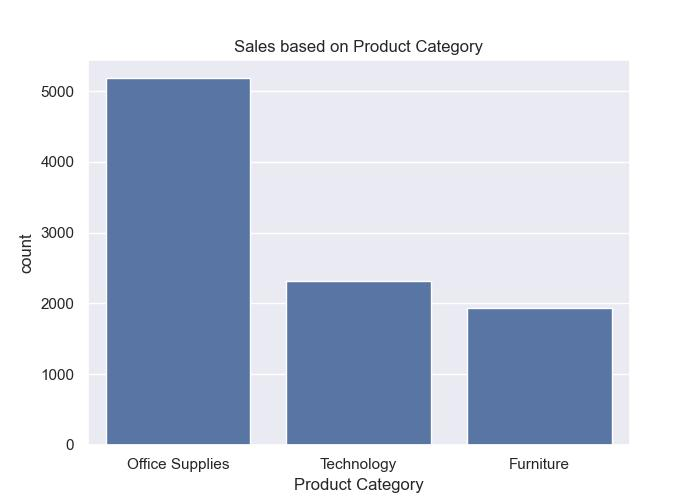 Sales based on Product Category
count
5000
4000
3000
2000
1000
0
Office Supplies
Technology
Furniture
Product Category